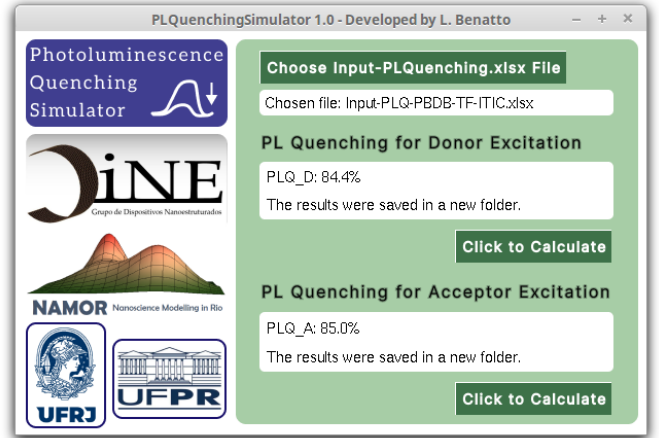 PLQuenchingSimulator 1.0 - Developed by L. Benatto
Photoluminescence
Quenching
Simulator
DiNE
Grupo de Dispositivos Nanoestruturados
NAMOR Nanoscience Modelling in Rio
UFRJ
UFPR
Choose Input-PLQuenching.xlsx File
Chosen file: Input-PLQ-PBDB-TF-ITIC.xlsx
PL Quenching for Donor Excitation
PLQ_D: 84.4%
The results were saved in a new folder.
Click to Calculate
PL Quenching for Acceptor Excitation
PLQ_A: 85.0%
The results were saved in a new folder.
Click to Calculate